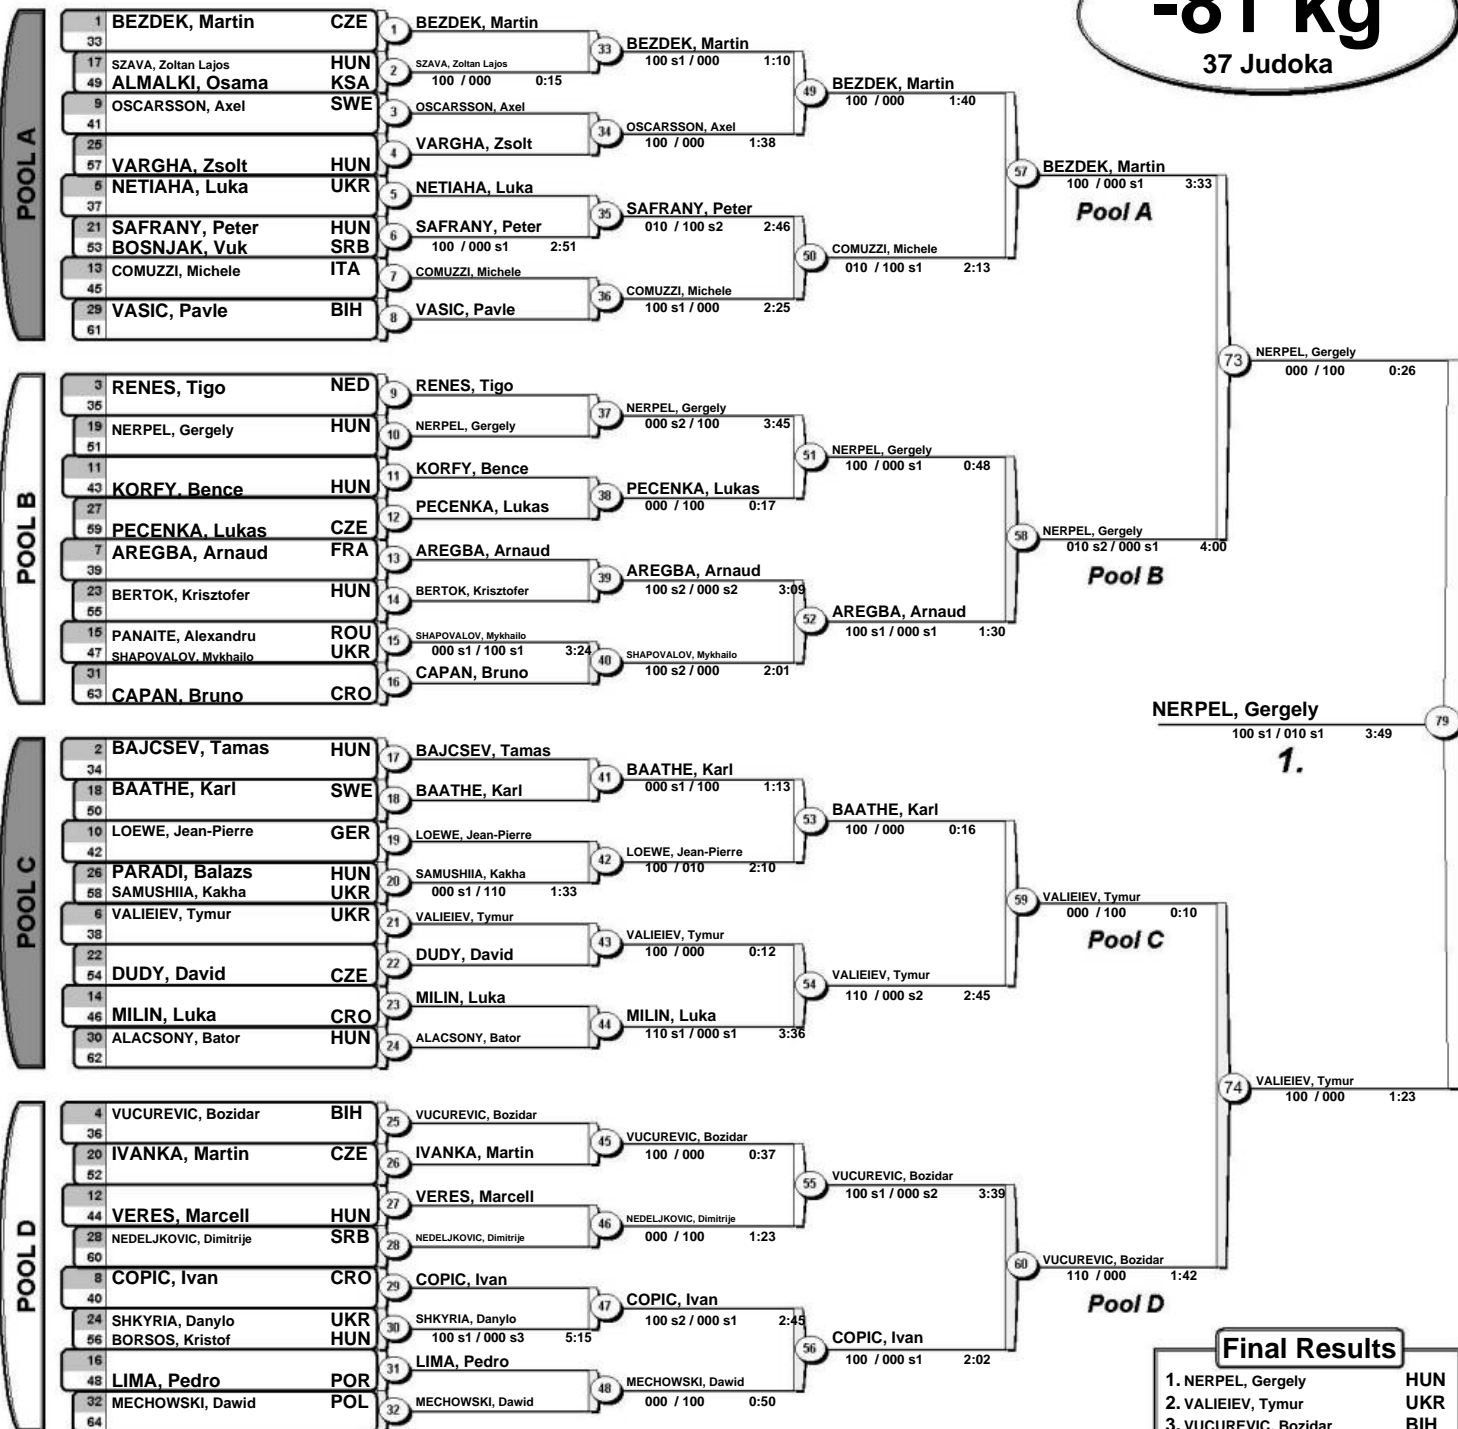 -81 kg
37 Judoka
POOL A
1 BEZDEK, Martin CZE
33
17 SZAVA, Zoltan Lajos HUN
49 ALMALKI, Osama KSA
9 OSCARSSON, Axel SWE
41
25
57 VARGHA, Zsolt HUN
5 NETIAHA, Luka UKR
37
21 SAFRANY, Peter HUN
53 BOSNJAK, Vuk SRB
13 COMUZZI, Michele ITA
45
29 VASIC, Pavle BIH
61
1 BEZDEK, Martin
2 SZAVA, Zoltan Lajos
100 / 000 0:15
3 OSCARSSON, Axel
4 VARGHA, Zsolt
5 NETIAHA, Luka
6 SAFRANY, Peter
100 / 000 s1 2:51
7 COMUZZI, Michele
8 VASIC, Pavle
33 BEZDEK, Martin
100 s1 / 000 1:10
34 OSCARSSON, Axel
100 / 000 1:38
35 SAFRANY, Peter
010 / 100 s2 2:46
36 COMUZZI, Michele
100 s1 / 000 2:25
49 BEZDEK, Martin
100 / 000 1:40
50 COMUZZI, Michele
010 / 100 s1 2:13
57 BEZDEK, Martin
100 / 000 s1 3:33
Pool A
POOL B
3 RENES, Tigo NED
35
19 NERPEL, Gergely HUN
51
11
43 KORFY, Bence HUN
27
59 PECENKA, Lukas CZE
7 AREGBA, Arnaud FRA
39
23 BERTOK, Krisztofer HUN
55
15 PANAITE, Alexandru ROU
47 SHAPOVALOV, Mykhailo UKR
31
63 CAPAN, Bruno CRO
9 RENES, Tigo
10 NERPEL, Gergely
11 KORFY, Bence
12 PECENKA, Lukas
13 AREGBA, Arnaud
14 BERTOK, Krisztofer
15 SHAPOVALOV, Mykhailo
000 s1 / 100 s1 3:24
16 CAPAN, Bruno
37 NERPEL, Gergely
000 s2 / 100 3:45
38 PECENKA, Lukas
000 / 100 0:17
39 AREGBA, Arnaud
100 s2 / 000 s2 3:09
40 SHAPOVALOV, Mykhailo
100 s2 / 000 2:01
51 NERPEL, Gergely
100 / 000 s1 0:48
52 AREGBA, Arnaud
100 s1 / 000 s1 1:30
58 NERPEL, Gergely
010 s2 / 000 s1 4:00
Pool B
73 NERPEL, Gergely
000 / 100 0:26
NERPEL, Gergely 79
100 s1 / 010 s1 3:49
1.
POOL C
2 BAJCSEV, Tamas HUN
34
18 BAATHE, Karl SWE
50
10 LOEWE, Jean-Pierre GER
42
26 PARADI, Balazs HUN
58 SAMUSHIIA, Kakha UKR
6 VALIEIEV, Tymur UKR
38
22
54 DUDY, David CZE
14
46 MILIN, Luka CRO
30 ALACSONY, Bator HUN
62
17 BAJCSEV, Tamas
18 BAATHE, Karl
19 LOEWE, Jean-Pierre
20 SAMUSHIIA, Kakha
000 s1 / 110 1:33
21 VALIEIEV, Tymur
22 DUDY, David
23 MILIN, Luka
24 ALACSONY, Bator
41 BAATHE, Karl
000 s1 / 100 1:13
42 LOEWE, Jean-Pierre
100 / 010 2:10
43 VALIEIEV, Tymur
100 / 000 0:12
44 MILIN, Luka
110 s1 / 000 s1 3:36
53 BAATHE, Karl
100 / 000 0:16
54 VALIEIEV, Tymur
110 / 000 s2 2:45
59 VALIEIEV, Tymur
000 / 100 0:10
Pool C
POOL D
4 VUCUREVIC, Bozidar BIH
36
20 IVANKA, Martin CZE
52
12
44 VERES, Marcell HUN
28 NEDELJKOVIC, Dimitrije SRB
60
8 COPIC, Ivan CRO
40
24 SHKYRIA, Danylo UKR
56 BORSOS, Kristof HUN
16
48 LIMA, Pedro POR
32 MECHOWSKI, Dawid POL
64
25 VUCUREVIC, Bozidar
26 IVANKA, Martin
27 VERES, Marcell
28 NEDELJKOVIC, Dimitrije
29 COPIC, Ivan
30 SHKYRIA, Danylo
100 s1 / 000 s3 5:15
31 LIMA, Pedro
32 MECHOWSKI, Dawid
45 VUCUREVIC, Bozidar
100 / 000 0:37
46 NEDELJKOVIC, Dimitrije
000 / 100 1:23
47 COPIC, Ivan
100 s2 / 000 s1 2:45
48 MECHOWSKI, Dawid
000 / 100 0:50
55 VUCUREVIC, Bozidar
100 s1 / 000 s2 3:39
56 COPIC, Ivan
100 / 000 s1 2:02
60 VUCUREVIC, Bozidar
110 / 000 1:42
Pool D
74 VALIEIEV, Tymur
100 / 000 1:23
Final Results
1. NERPEL, Gergely HUN
2. VALIEIEV, Tymur UKR
3. VUCUREVIC, Bozidar BIH